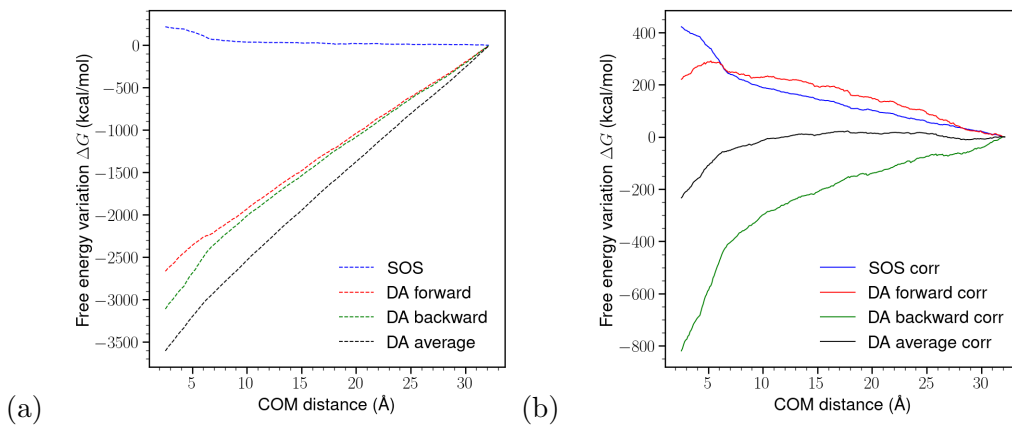 Free energy variation ΔG (kcal/mol)
0
−500
−1000
−1500
−2000
−2500
−3000
−3500
SOS
DA forward
DA backward
DA average
5 10 15 20 25 30
COM distance (Å)
(a)
Free energy variation ΔG (kcal/mol)
400
200
0
−200
−400
−600
−800
SOS corr
DA forward corr
DA backward corr
DA average corr
5 10 15 20 25 30
COM distance (Å)
(b)